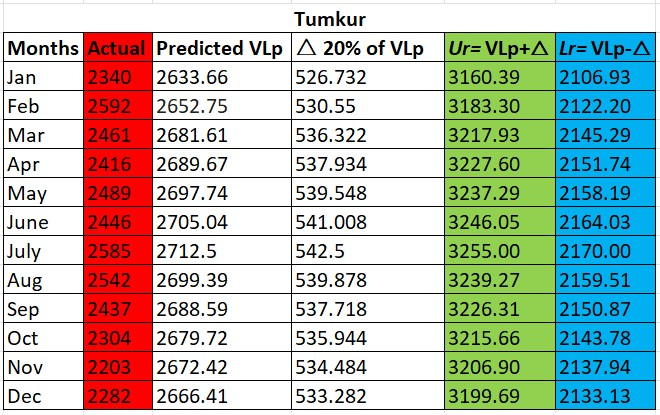 Tumkur
Months Actual Predicted VLp △ 20% of VLp Ur= VLp+△ Lr= VLp-△
Jan 2340 2633.66 526.732 3160.39 2106.93
Feb 2592 2652.75 530.55 3183.30 2122.20
Mar 2461 2681.61 536.322 3217.93 2145.29
Apr 2416 2689.67 537.934 3227.60 2151.74
May 2489 2697.74 539.548 3237.29 2158.19
June 2446 2705.04 541.008 3246.05 2164.03
July 2585 2712.5 542.5 3255.00 2170.00
Aug 2542 2699.39 539.878 3239.27 2159.51
Sep 2437 2688.59 537.718 3226.31 2150.87
Oct 2304 2679.72 535.944 3215.66 2143.78
Nov 2203 2672.42 534.484 3206.90 2137.94
Dec 2282 2666.41 533.282 3199.69 2133.13